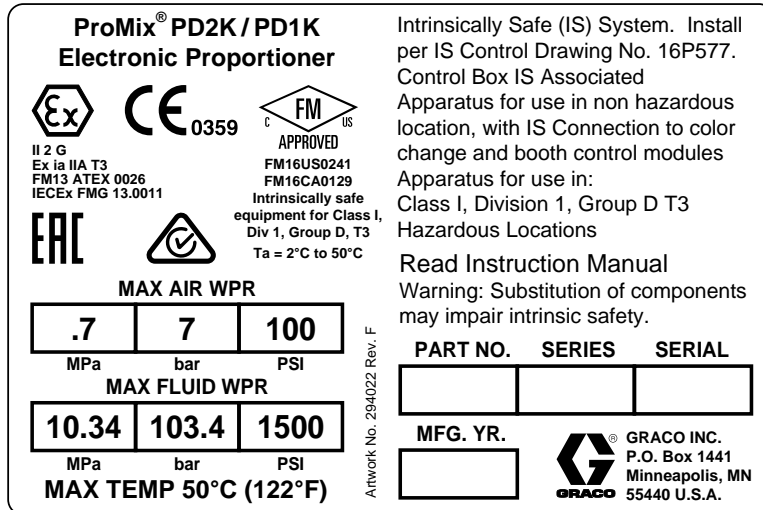 ProMix® PD2K / PD1K
Electronic Proportioner
Ex
CE 0359
FM
C US
APPROVED
II 2 G
Ex ia IIA T3
FM13 ATEX 0026
IECEx FMG 13.0011
FM16US0241
FM16CA0129
Intrinsically safe
equipment for Class I,
Div 1, Group D, T3
Ta = 2°C to 50°C
EAC
MAX AIR WPR
.7 7 100
MPa bar PSI
MAX FLUID WPR
10.34 103.4 1500
MPa bar PSI
MAX TEMP 50°C (122°F)
Artwork No. 294022 Rev. F
Intrinsically Safe (IS) System. Install
per IS Control Drawing No. 16P577.
Control Box IS Associated
Apparatus for use in non hazardous
location, with IS Connection to color
change and booth control modules
Apparatus for use in:
Class I, Division 1, Group D T3
Hazardous Locations
Read Instruction Manual
Warning: Substitution of components
may impair intrinsic safety.
PART NO. SERIES SERIAL
MFG. YR.
GRACO ®
GRACO INC.
P.O. Box 1441
Minneapolis, MN
55440 U.S.A.